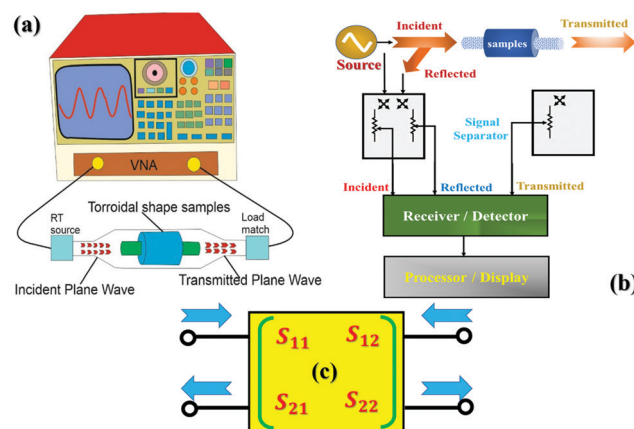 (a)
VNA
RT
source
Torroidal shape samples
Load
match
Incident Plane Wave
Transmitted Plane Wave
Incident
Transmitted
Source
samples
Reflected
Signal
Separator
Incident
Reflected
Transmitted
Receiver / Detector
Processor / Display
(b)
S11 S12
(c)
S21 S22